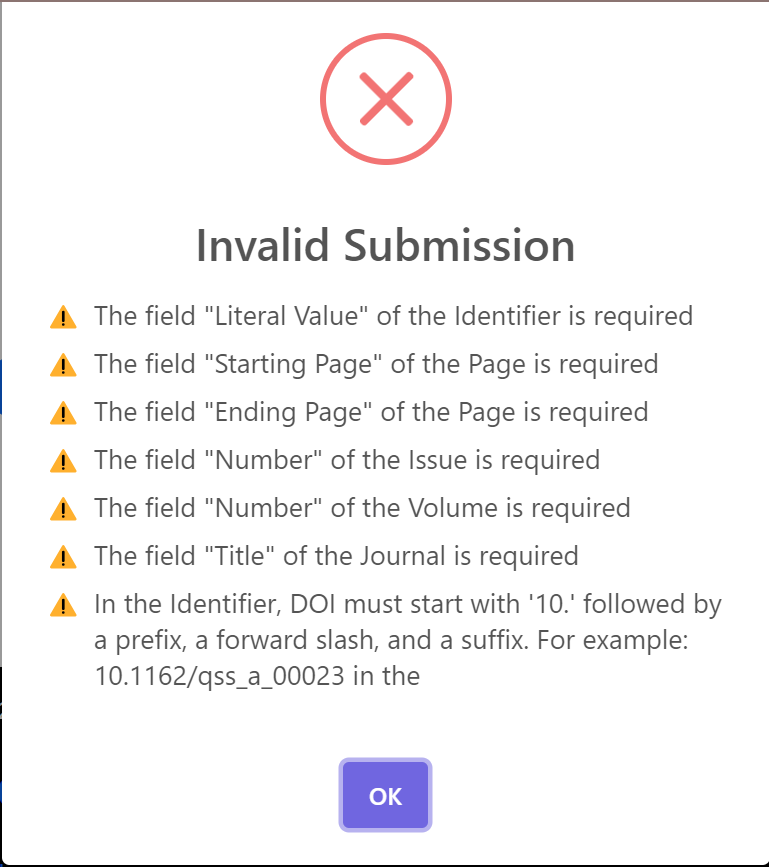 Invalid Submission
The field "Literal Value" of the Identifier is required
The field "Starting Page" of the Page is required
The field "Ending Page" of the Page is required
The field "Number" of the Issue is required
The field "Number" of the Volume is required
The field "Title" of the Journal is required
In the Identifier, DOI must start with '10.' followed by
a prefix, a forward slash, and a suffix. For example:
10.1162/qss_a_00023 in the
OK